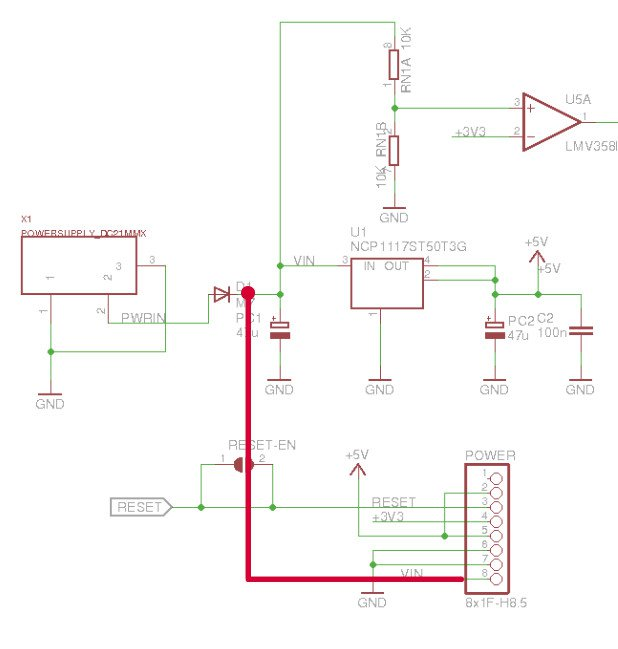 8
10K
1
RN1A
RN1B
10K
GND
3
+
+3V3
2
−
1
U5A
LMV358
X1
POWERSUPPLY_DC21MMX
3
3
1
2
1
2
PWRIN
GND
D1
PC1
47u
+
GND
VIN
3
U1
NCP1117ST50T3G
IN OUT
4
2
1
GND
+5V
+5V
+
PC2
47u
GND
C2
100n
GND
RESET-EN
1
2
RESET
+5V
RESET
+3V3
VIN
GND
POWER
1
2
3
4
5
6
7
8
8x1F-H8.5